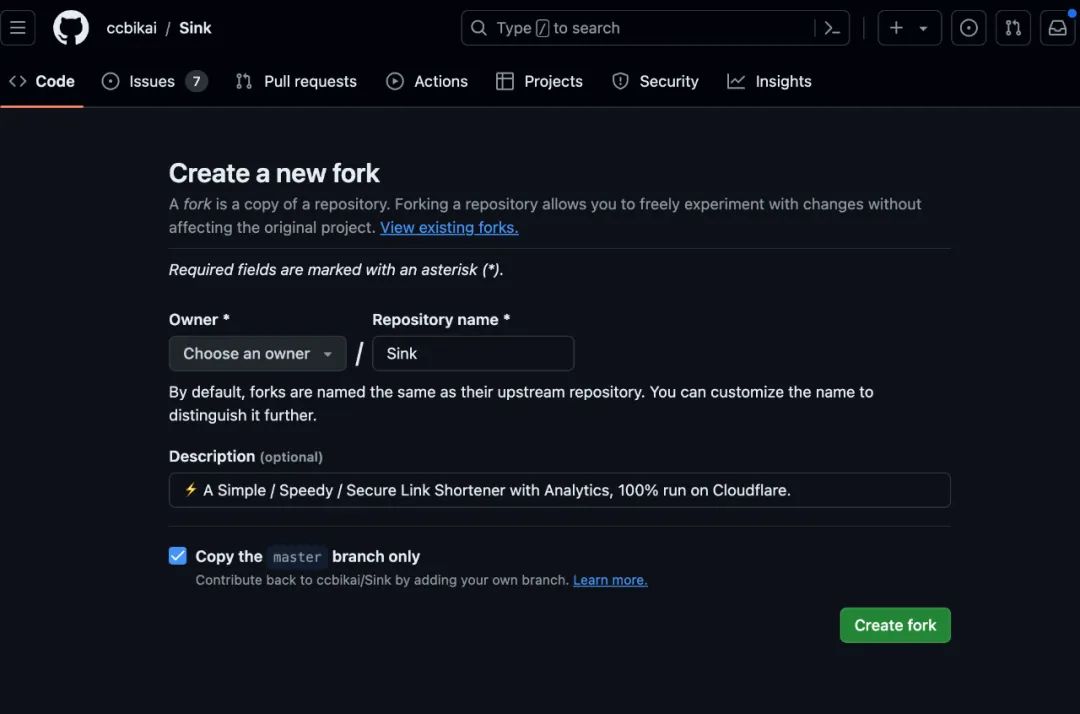 ccbikai / Sink
Type / to search
Code
Issues 7
Pull requests
Actions
Projects
Security
Insights
Create a new fork
A fork is a copy of a repository. Forking a repository allows you to freely experiment with changes without
affecting the original project. View existing forks.
Required fields are marked with an asterisk (*).
Owner *
Repository name *
Choose an owner
/
Sink
By default, forks are named the same as their upstream repository. You can customize the name to
distinguish it further.
Description (optional)
⚡ A Simple / Speedy / Secure Link Shortener with Analytics, 100% run on Cloudflare.
Copy the master branch only
Contribute back to ccbikai/Sink by adding your own branch. Learn more.
Create fork